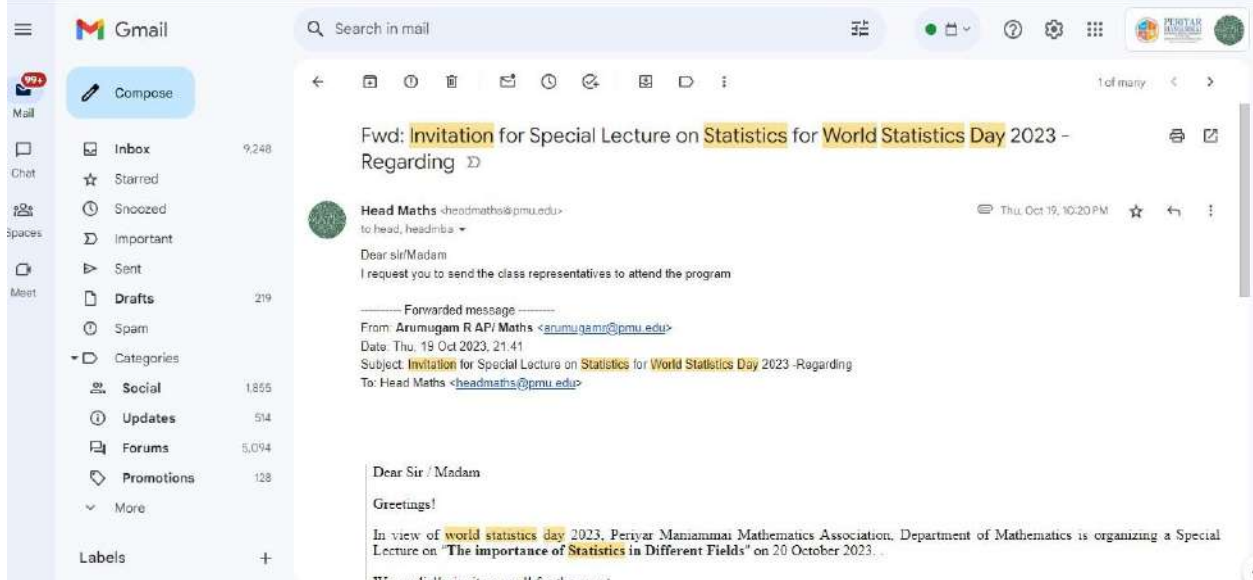 Gmail
Search in mail
PERIYAR
99+
Mail
Compose
1 of many
Chat
Spaces
Meet
Inbox 9,248
Starred
Snoozed
Important
Sent
Drafts 219
Spam
Categories
Social 1,855
Updates 514
Forums 5,094
Promotions 128
More
Labels
Fwd: Invitation for Special Lecture on Statistics for World Statistics Day 2023 -
Regarding
Head Maths <headmaths@pmu.edu>
Thu, Oct 19, 10:20 PM
to head, headmba
Dear sir/Madam
I request you to send the class representatives to attend the program
---------- Forwarded message ----------
From: Arumugam R AP/ Maths <arumugamr@pmu.edu>
Date: Thu, 19 Oct 2023, 21:41
Subject: Invitation for Special Lecture on Statistics for World Statistics Day 2023 -Regarding
To: Head Maths <headmaths@pmu.edu>
Dear Sir / Madam
Greetings!
In view of world statistics day 2023, Periyar Maniammai Mathematics Association, Department of Mathematics is organizing a Special
Lecture on "The importance of Statistics in Different Fields" on 20 October 2023. .